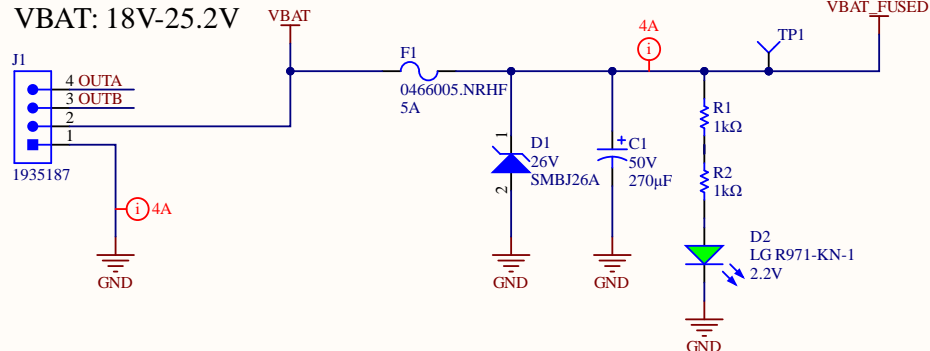 VBAT: 18V-25.2V
VBAT
VBAT_FUSED
J1
4 OUTA
3 OUTB
2
1
1935187
i 4A
GND
F1
0466005.NRHF
5A
1
D1
26V
SMBJ26A
2
GND
C1
+
50V
270µF
GND
4A
i
TP1
R1
1kΩ
R2
1kΩ
D2
LG R971-KN-1
2.2V
GND